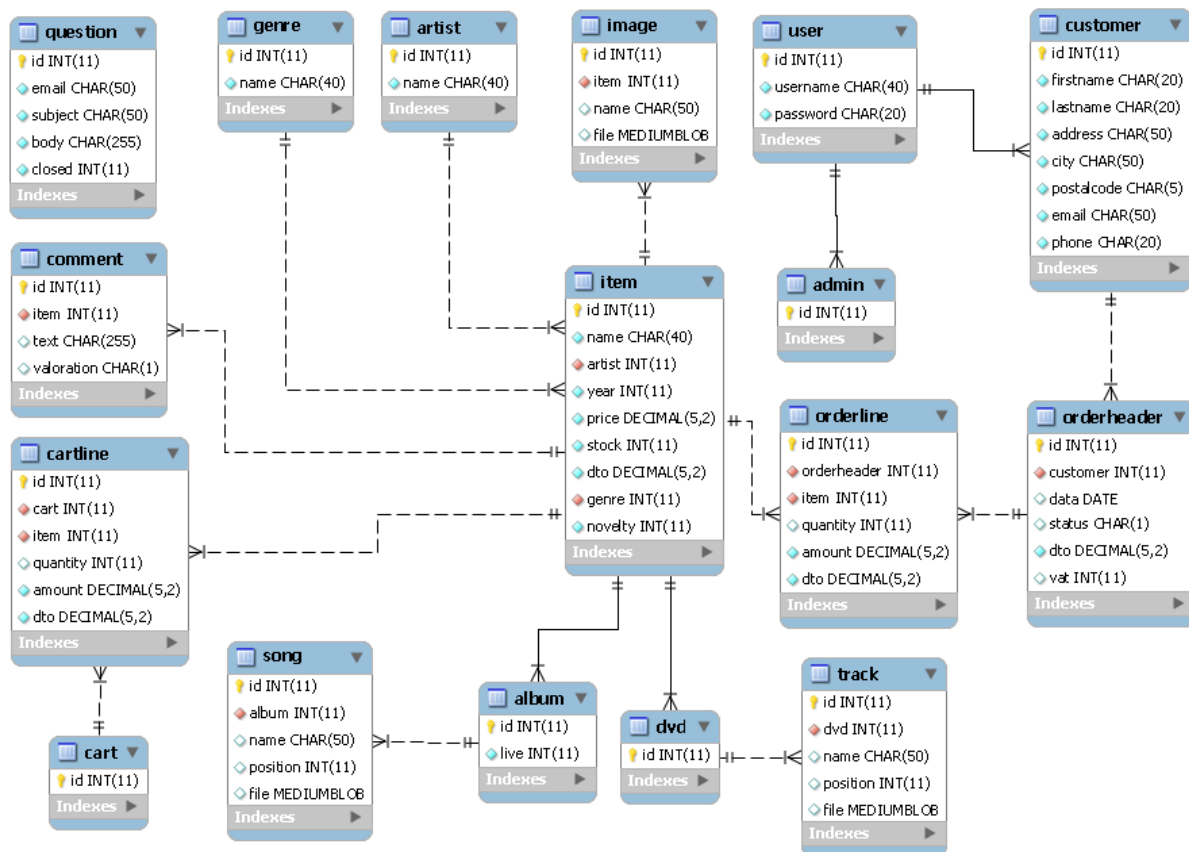 question
id INT(11)
email CHAR(50)
subject CHAR(50)
body CHAR(255)
closed INT(11)
Indexes
genre
id INT(11)
name CHAR(40)
Indexes
artist
id INT(11)
name CHAR(40)
Indexes
image
id INT(11)
item INT(11)
name CHAR(50)
file MEDIUMBLOB
Indexes
user
id INT(11)
username CHAR(40)
password CHAR(20)
Indexes
customer
id INT(11)
firstname CHAR(20)
lastname CHAR(20)
address CHAR(50)
city CHAR(50)
postalcode CHAR(5)
email CHAR(50)
phone CHAR(20)
Indexes
comment
id INT(11)
item INT(11)
text CHAR(255)
valoration CHAR(1)
Indexes
item
id INT(11)
name CHAR(40)
artist INT(11)
year INT(11)
price DECIMAL(5,2)
stock INT(11)
dto DECIMAL(5,2)
genre INT(11)
novelty INT(11)
Indexes
admin
id INT(11)
Indexes
cartline
id INT(11)
cart INT(11)
item INT(11)
quantity INT(11)
amount DECIMAL(5,2)
dto DECIMAL(5,2)
Indexes
orderline
id INT(11)
orderheader INT(11)
item INT(11)
quantity INT(11)
amount DECIMAL(5,2)
dto DECIMAL(5,2)
Indexes
orderheader
id INT(11)
customer INT(11)
data DATE
status CHAR(1)
dto DECIMAL(5,2)
vat INT(11)
Indexes
cart
id INT(11)
Indexes
song
id INT(11)
album INT(11)
name CHAR(50)
position INT(11)
file MEDIUMBLOB
Indexes
album
id INT(11)
live INT(11)
Indexes
dvd
id INT(11)
Indexes
track
id INT(11)
dvd INT(11)
name CHAR(50)
position INT(11)
file MEDIUMBLOB
Indexes